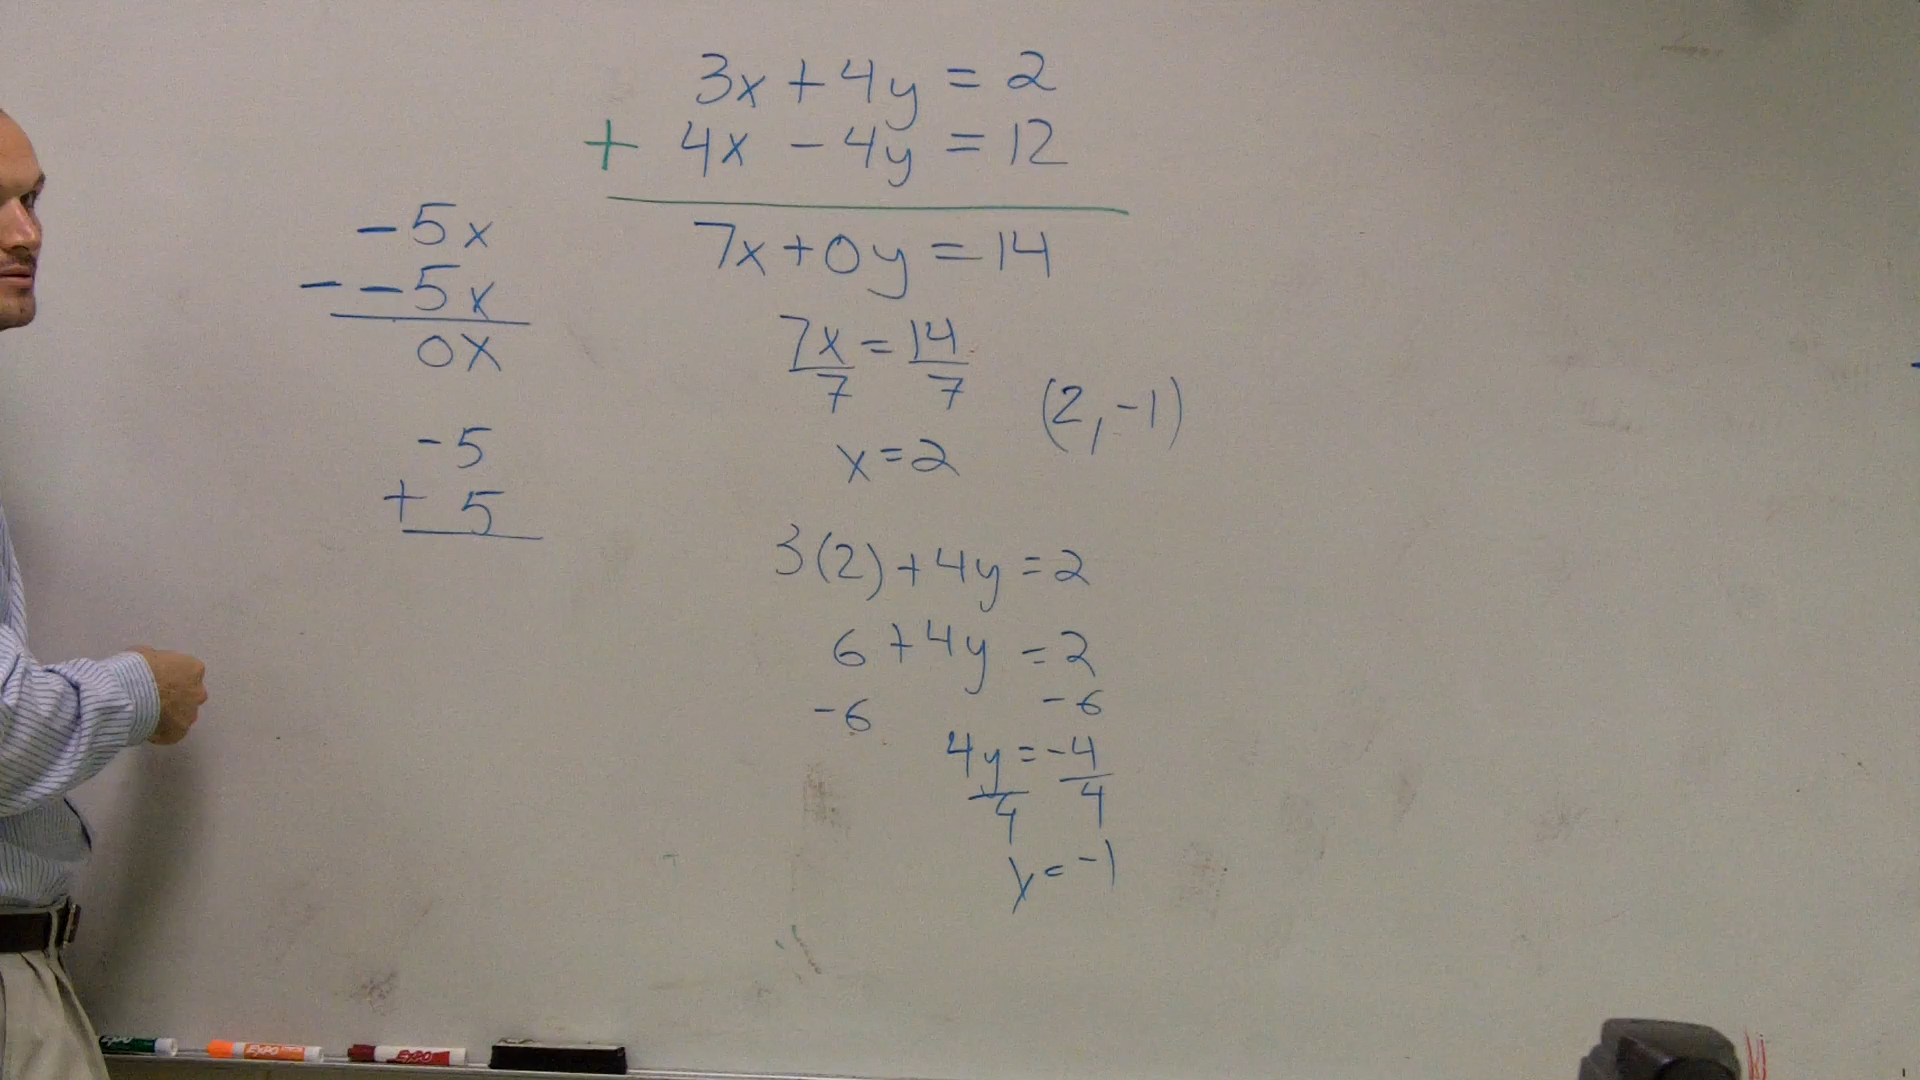 3x + 4y = 2
+ 4x - 4y = 12
7x + 0y = 14
7x = 14
7 7
x = 2
(2, -1)
3(2) + 4y = 2
6 + 4y = 2
-6 -6
4y = -4
4 4
y = -1
-5x
- -5x
0x
-5
+ 5
EXPO
EXPO
EXPO